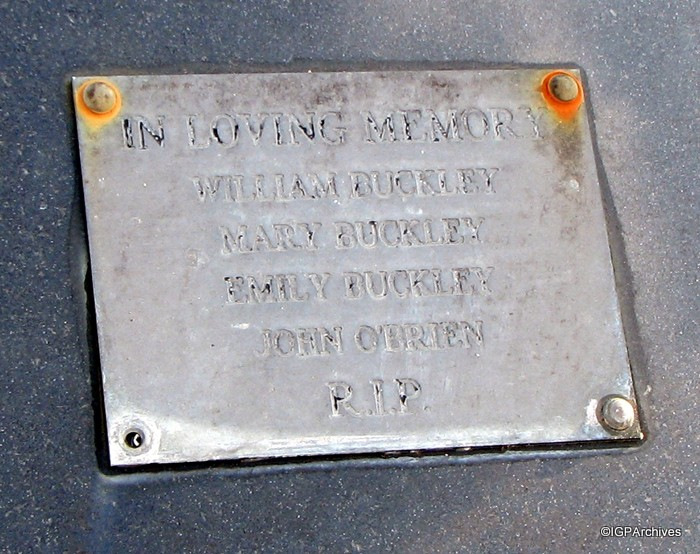 IN LOVING MEMORY
WILLIAM BUCKLEY
MARY BUCKLEY
EMILY BUCKLEY
JOHN O'BRIEN
R.I.P.
©IGPArchives